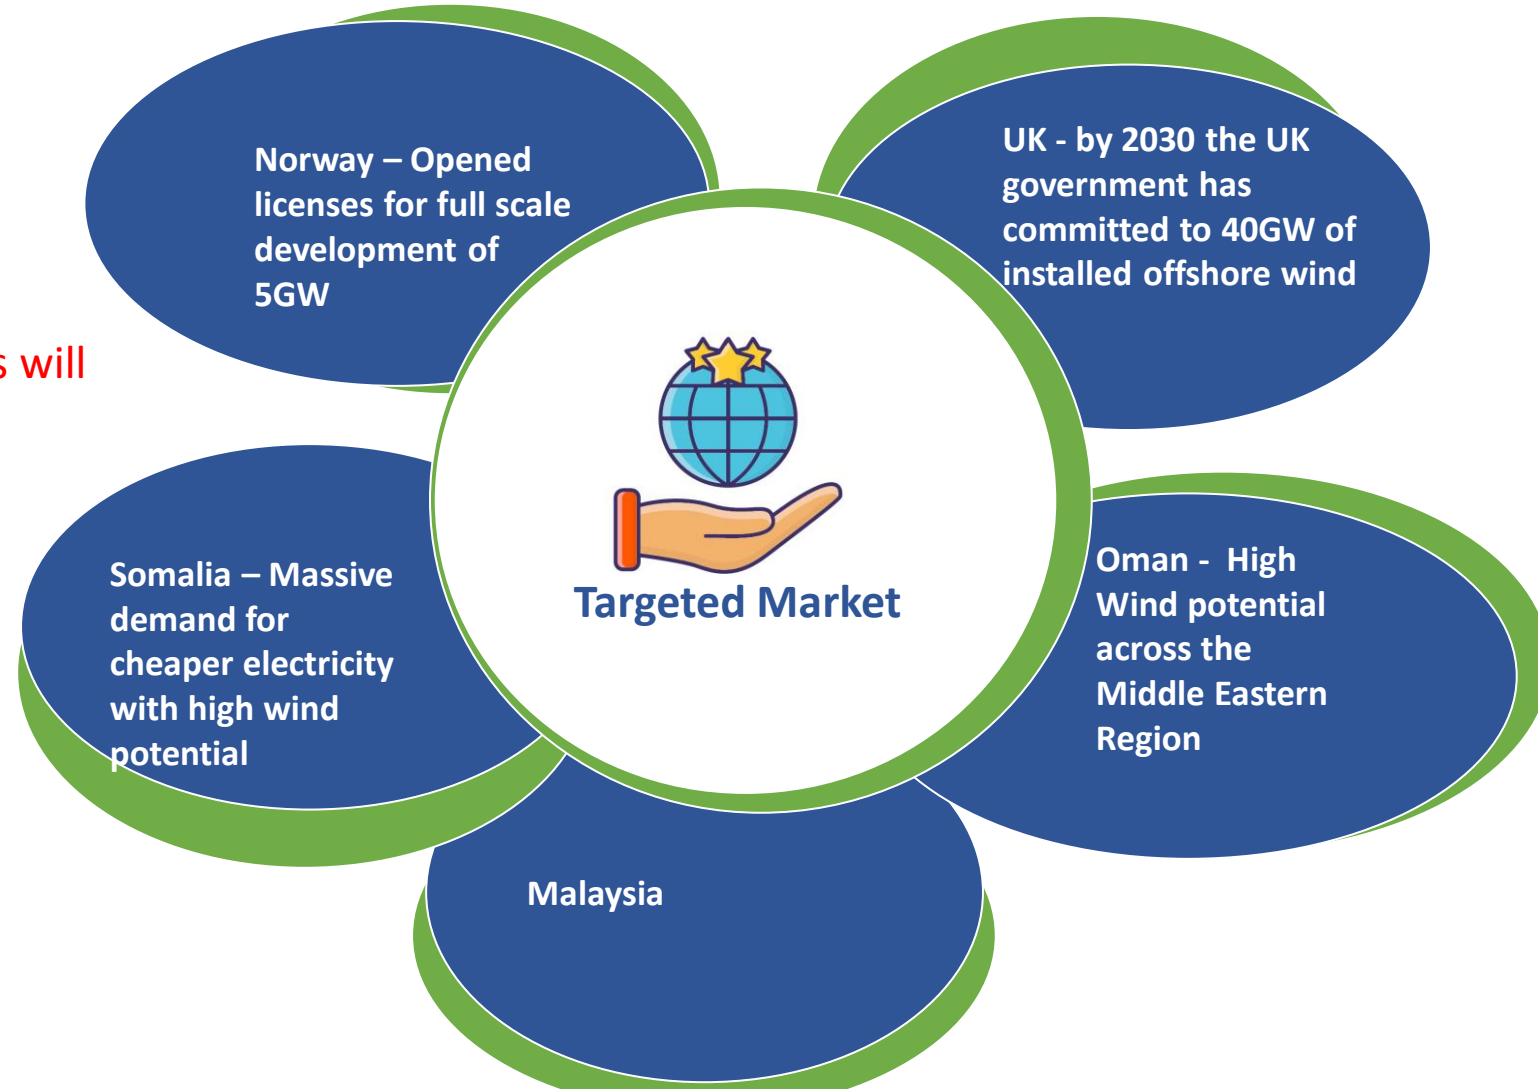 Norway – Opened
licenses for full scale
development of
5GW
UK - by 2030 the UK
government has
committed to 40GW of
installed offshore wind
s will
Targeted Market
Somalia – Massive
demand for
cheaper electricity
with high wind
potential
Oman -  High
Wind potential
across the
Middle Eastern
Region
Malaysia